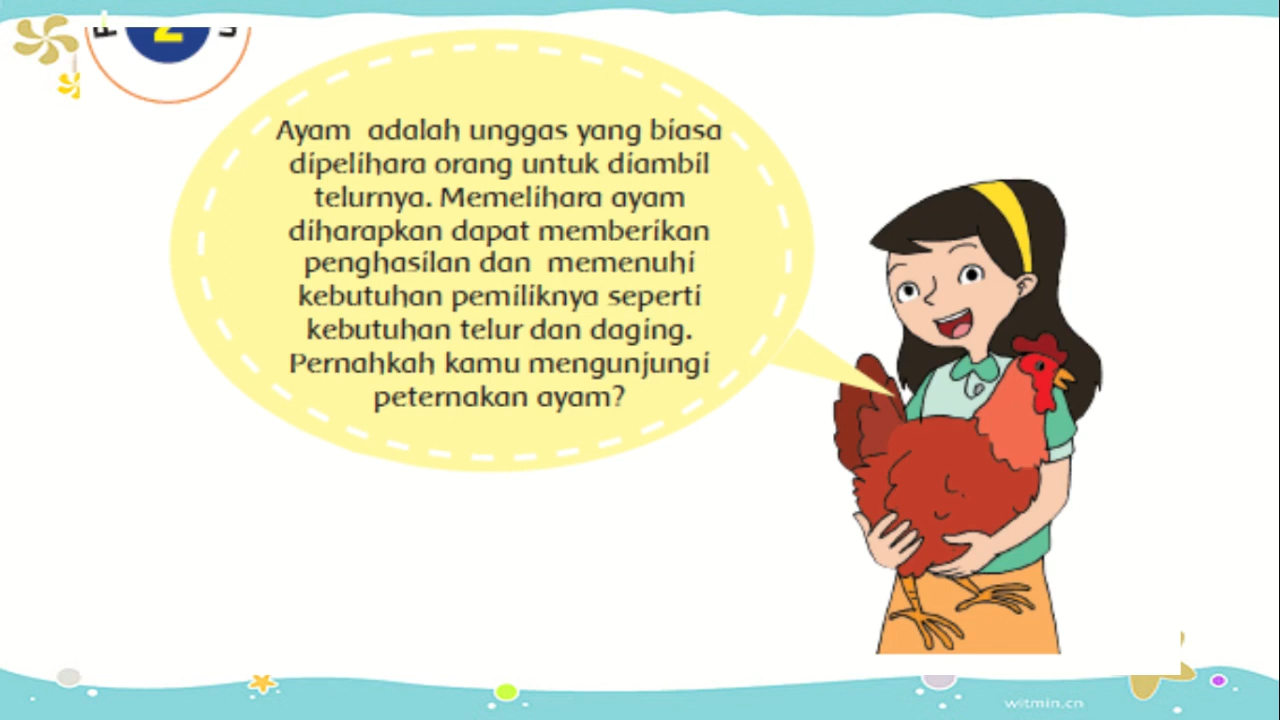 2
Ayam adalah unggas yang biasa
dipelihara orang untuk diambil
telurnya. Memelihara ayam
diharapkan dapat memberikan
penghasilan dan memenuhi
kebutuhan pemiliknya seperti
kebutuhan telur dan daging.
Pernahkah kamu mengunjungi
peternakan ayam?
witmin.cn